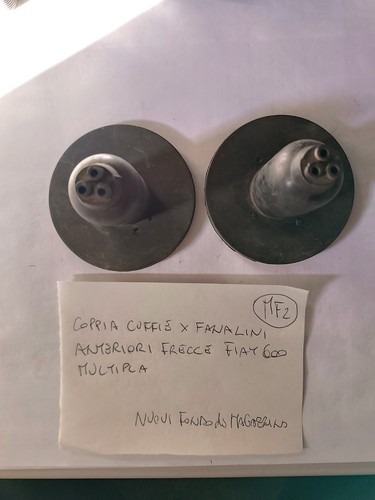 MF2
COPPIA CUFFIE X FANALINI
ANTERIORI FRECCE FIAT 600
MULTIPLA
NUOVI FONDO DI MAGAZZINO